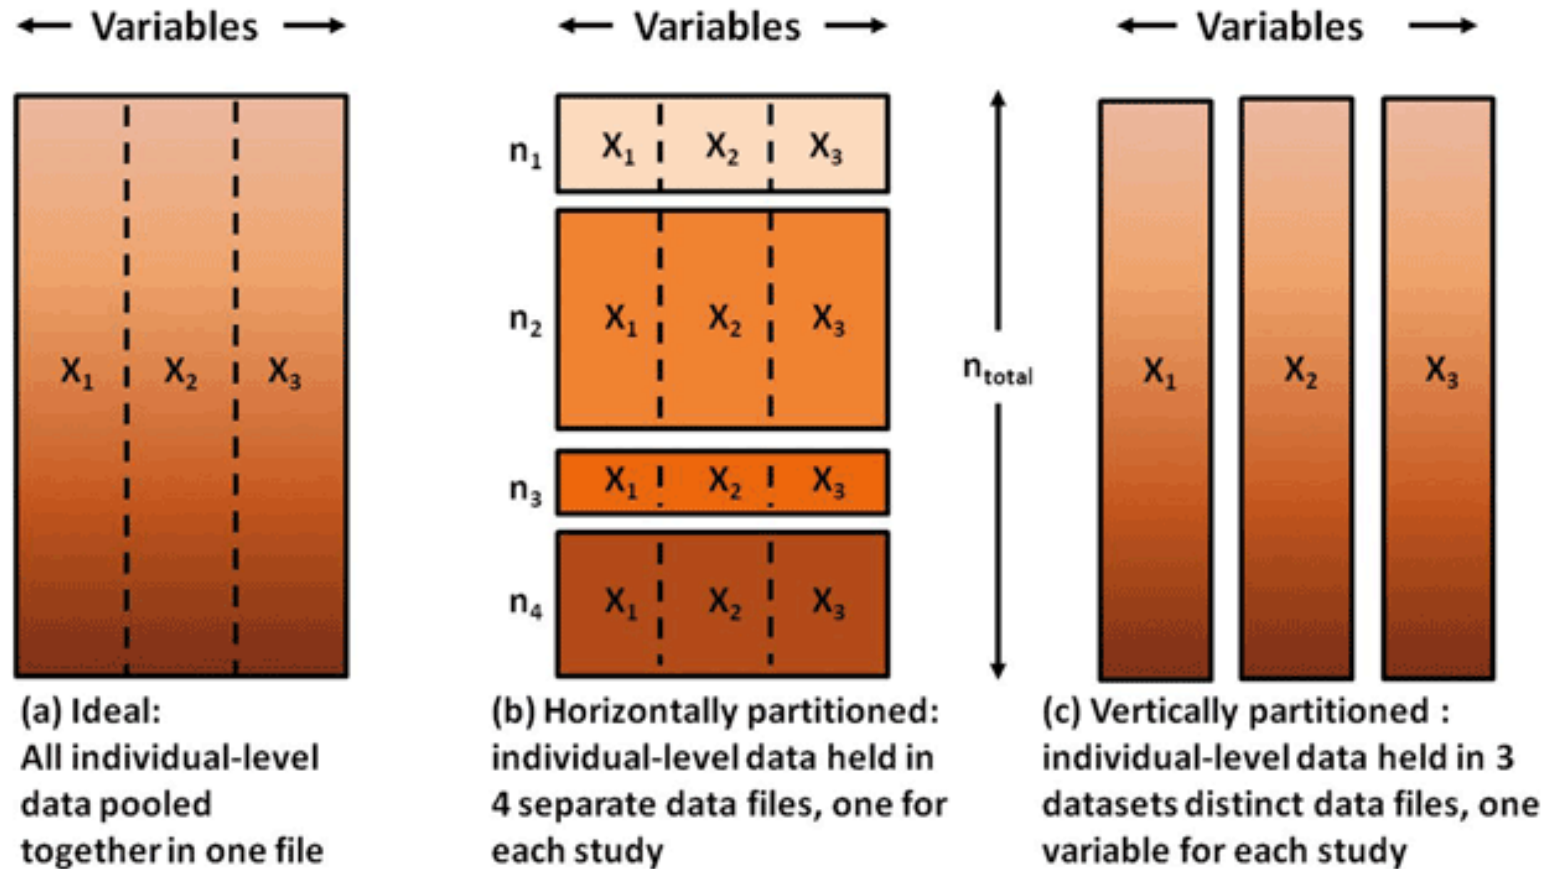 Variables
X₁ X₂ X₃
(a) Ideal:
All individual-level
data pooled
together in one file
Variables
n₁ X₁ X₂ X₃
n₂ X₁ X₂ X₃
n₃ X₁ X₂ X₃
n₄ X₁ X₂ X₃
(b) Horizontally partitioned:
individual-level data held in
4 separate data files, one for
each study
n_total
Variables
X₁ X₂ X₃
(c) Vertically partitioned :
individual-level data held in 3
datasets distinct data files, one
variable for each study